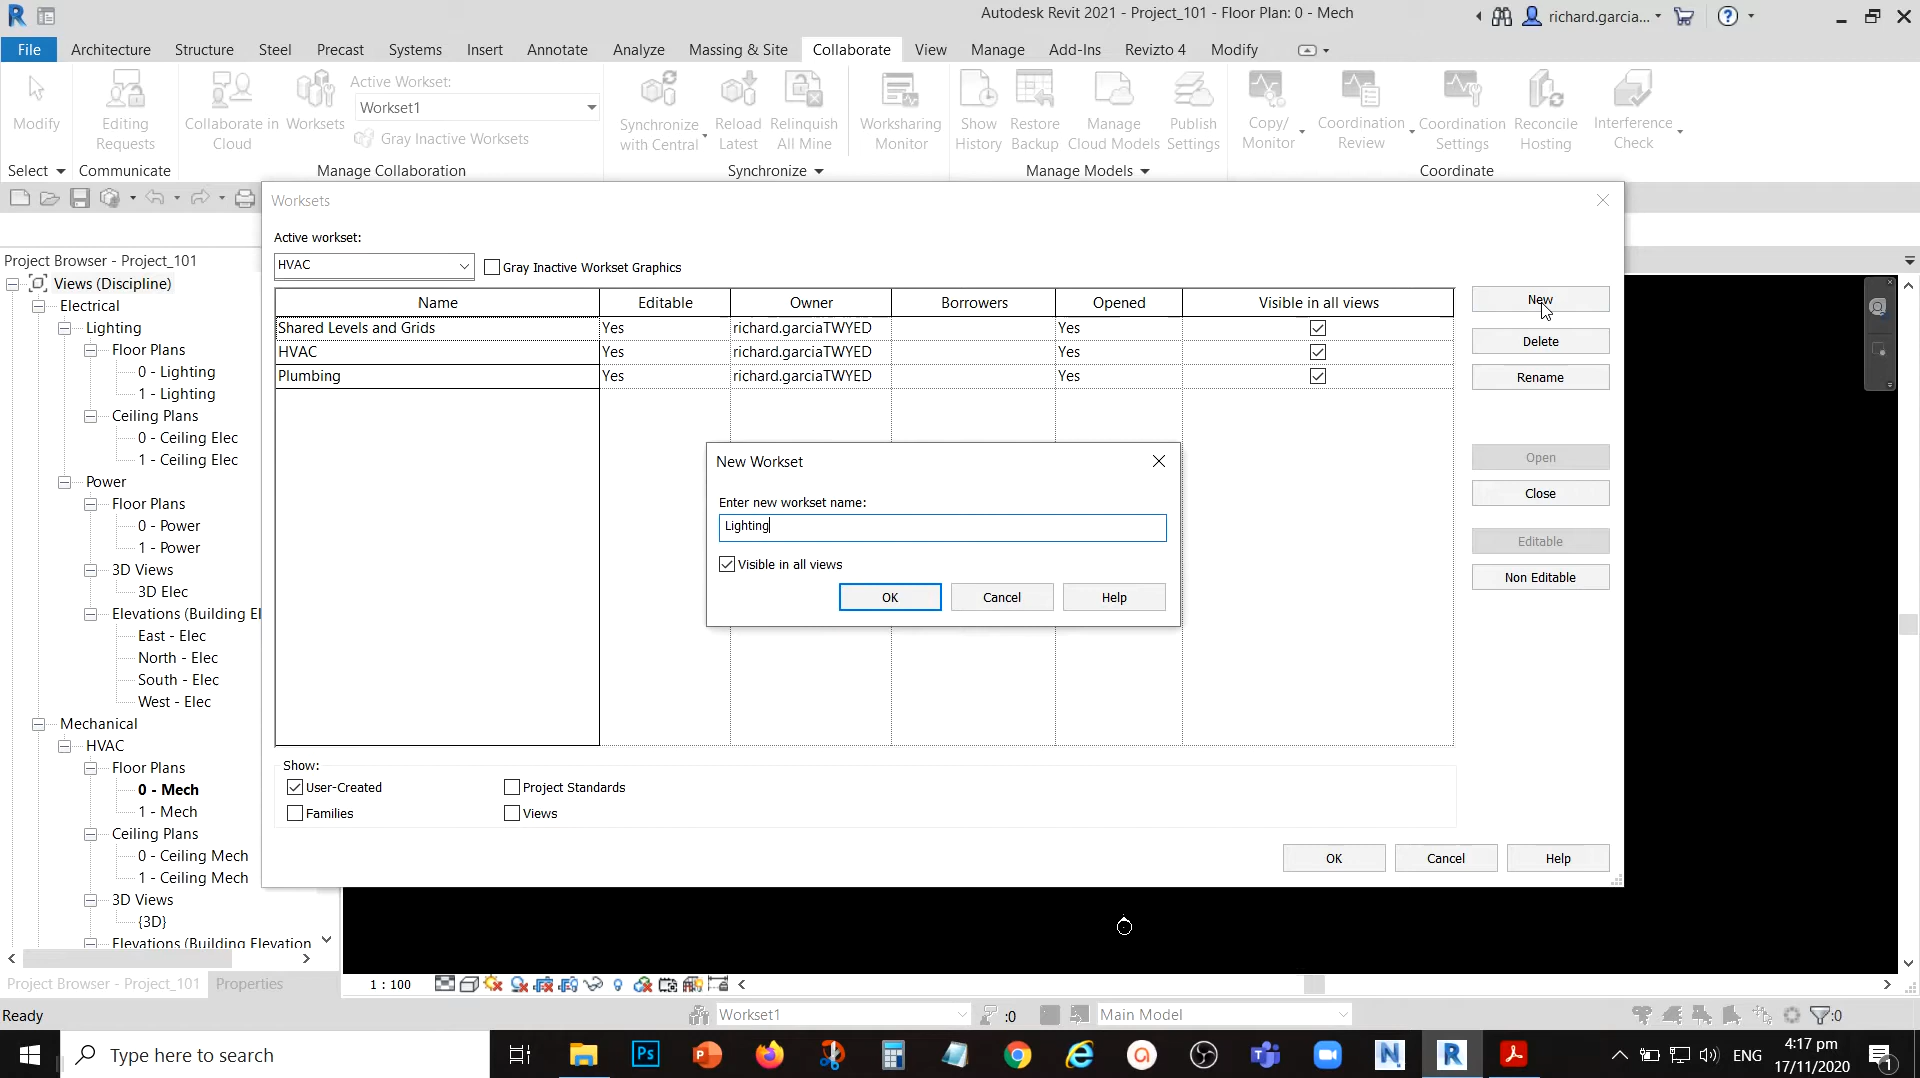 Autodesk Revit 2021 - Project_101 - Floor Plan: 0 - Mech
richard.garcia...
File Architecture Structure Steel Precast Systems Insert Annotate Analyze Massing & Site Collaborate View Manage Add-Ins Revizto 4 Modify
Modify
Editing Requests
Collaborate in Cloud
Worksets
Active Workset:
Workset1
Gray Inactive Worksets
Synchronize with Central
Reload Latest
Relinquish All Mine
Worksharing Monitor
Show History
Restore Backup
Manage Cloud Models
Publish Settings
Copy/ Monitor
Coordination Review
Coordination Settings
Reconcile Hosting
Interference Check
Select Communicate Manage Collaboration Synchronize Manage Models Coordinate
Worksets
Active workset:
HVAC
Gray Inactive Workset Graphics
Name Editable Owner Borrowers Opened Visible in all views
Shared Levels and Grids Yes richard.garciaTWYED Yes
HVAC Yes richard.garciaTWYED Yes
Plumbing Yes richard.garciaTWYED Yes
New
Delete
Rename
Open
Close
Editable
Non Editable
New Workset
Enter new workset name:
Lighting
Visible in all views
OK Cancel Help
Show:
User-Created Project Standards
Families Views
OK Cancel Help
Project Browser - Project_101
Views (Discipline)
Electrical
Lighting
Floor Plans
0 - Lighting
1 - Lighting
Ceiling Plans
0 - Ceiling Elec
1 - Ceiling Elec
Power
Floor Plans
0 - Power
1 - Power
3D Views
3D Elec
Elevations (Building El
East - Elec
North - Elec
South - Elec
West - Elec
Mechanical
HVAC
Floor Plans
0 - Mech
1 - Mech
Ceiling Plans
0 - Ceiling Mech
1 - Ceiling Mech
3D Views
{3D}
Elevations (Building Elevation
Project Browser - Project_101 Properties
1 : 100
Ready
Workset1
:0
Main Model
:0
Type here to search
ENG
4:17 pm
17/11/2020
1